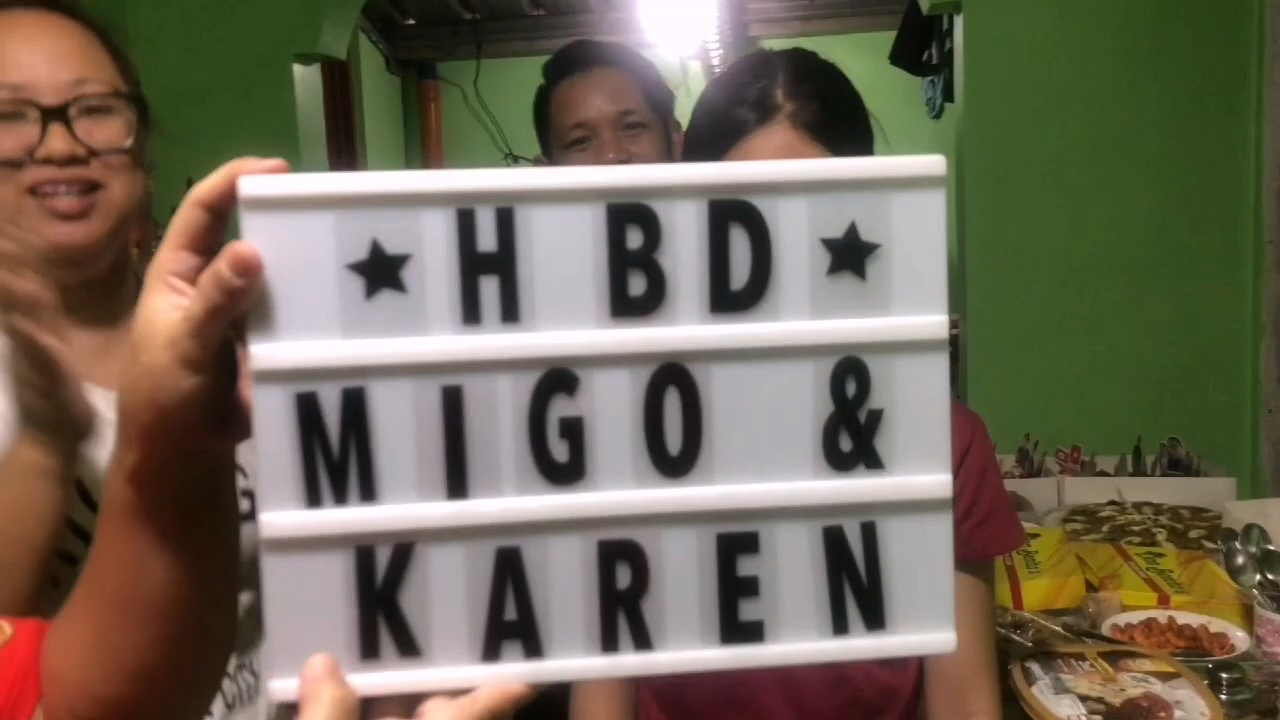 ★ H BD ★
MIGO &
KAREN